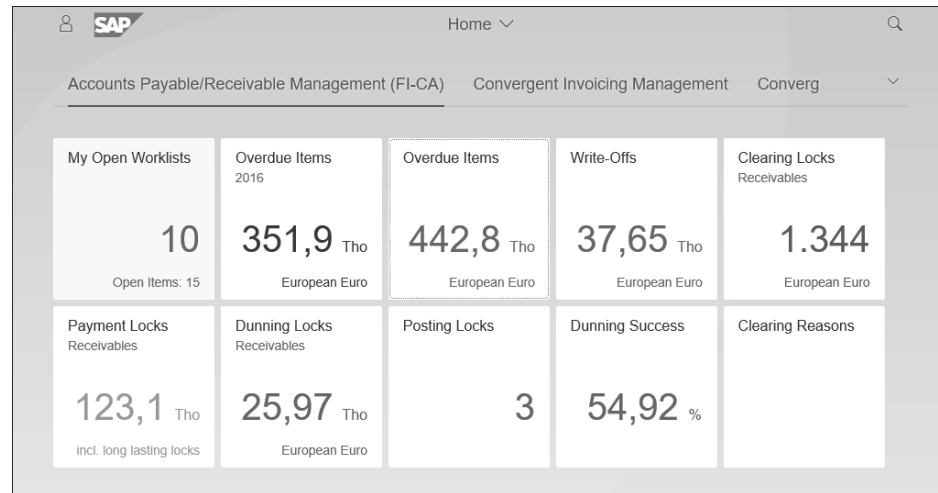 SAP
Home
Accounts Payable/Receivable Management (FI-CA) Convergent Invoicing Management Converg
My Open Worklists
10
Open Items: 15
Overdue Items
2016
351,9 Tho
European Euro
Overdue Items
442,8 Tho
European Euro
Write-Offs
37,65 Tho
European Euro
Clearing Locks
Receivables
1.344
European Euro
Payment Locks
Receivables
123,1 Tho
incl. long lasting locks
Dunning Locks
Receivables
25,97 Tho
European Euro
Posting Locks
3
Dunning Success
54,92 %
Clearing Reasons